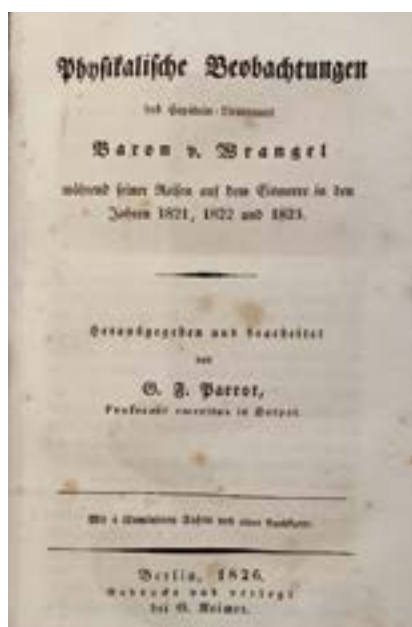 Physikalische Beobachtungen
des Capitain-Lieutenant
Baron v. Wrangel
während seiner Reisen auf dem Eismeere in den
Jahren 1821, 1822 und 1823.
Herausgegeben und bearbeitet
von
G. F. Parrot,
Professor emeritus in Dorpat.
Mit
Berlin, 1826.
Gedruckt und verlegt
bei G. Reimer.